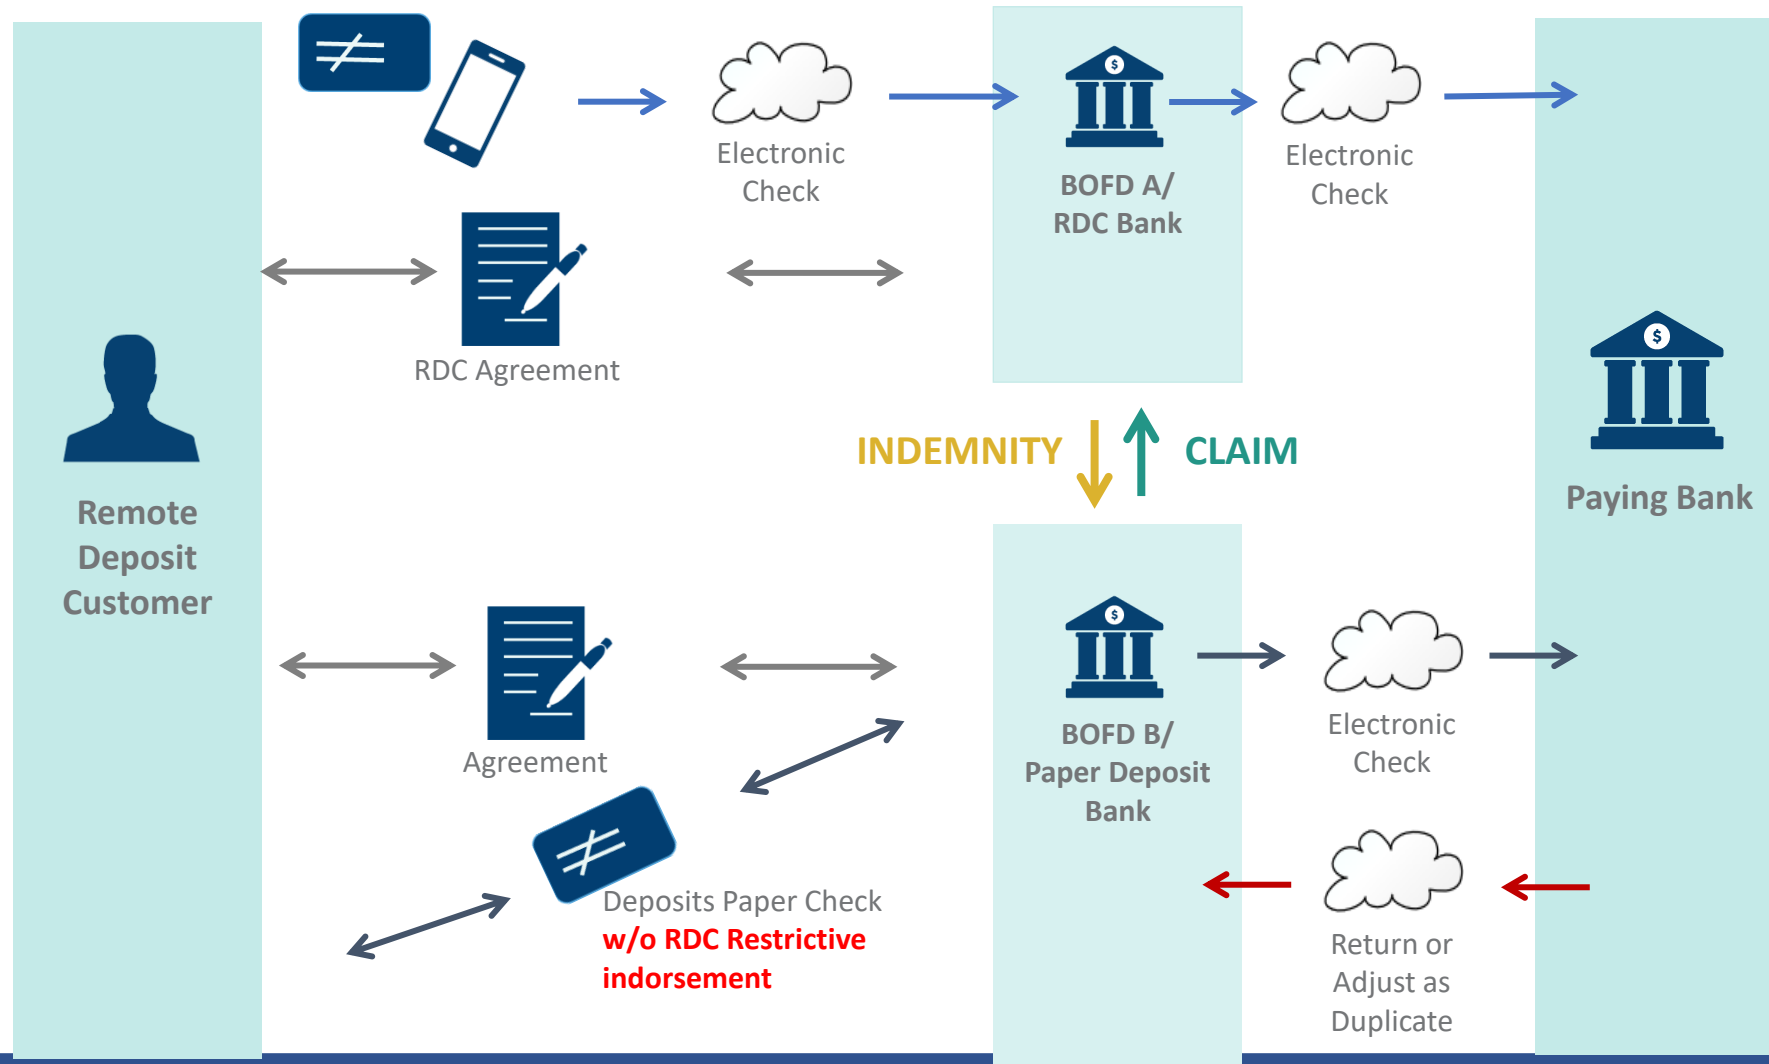 Electronic
Check
BOFD A/
RDC Bank
Electronic
Check
RDC Agreement
INDEMNITY
CLAIM
Remote
Deposit
Customer
Paying Bank
Agreement
BOFD B/
Paper Deposit
Bank
Electronic
Check
Deposits Paper Check
w/o RDC Restrictive
indorsement
Return or
Adjust as
Duplicate
$
$
$